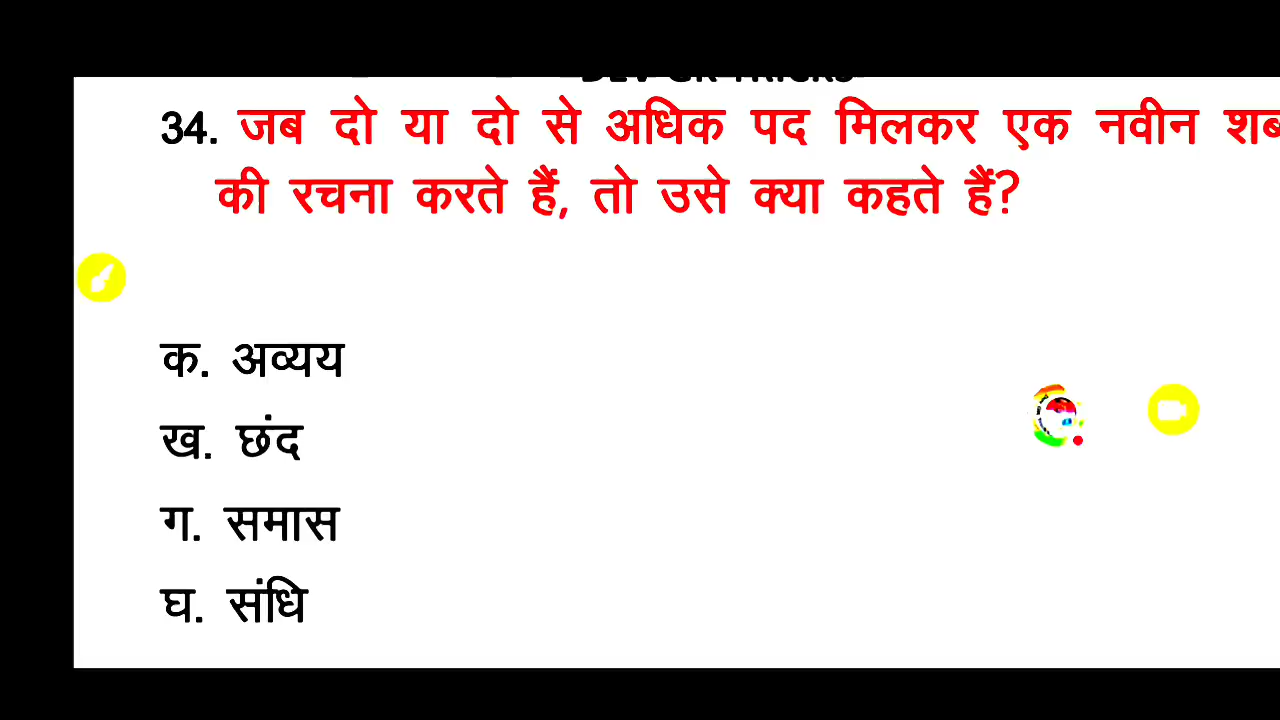 34. जब दो या दो से अधिक पद मिलकर एक नवीन
की रचना करते हैं, तो उसे क्या कहते हैं?
क. अव्यय
ख. छंद
ग. समास
घ. संधि